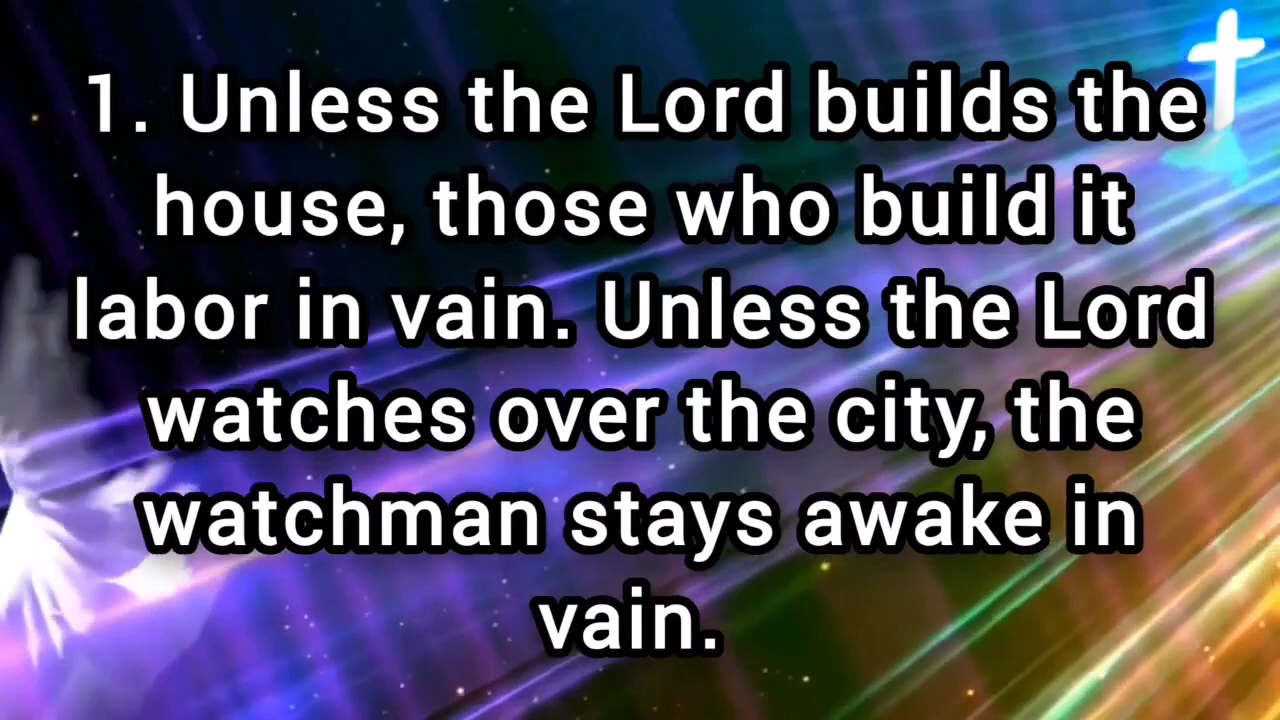 1. Unless the Lord builds the
house, those who build it
labor in vain. Unless the Lord
watches over the city, the
watchman stays awake in
vain.